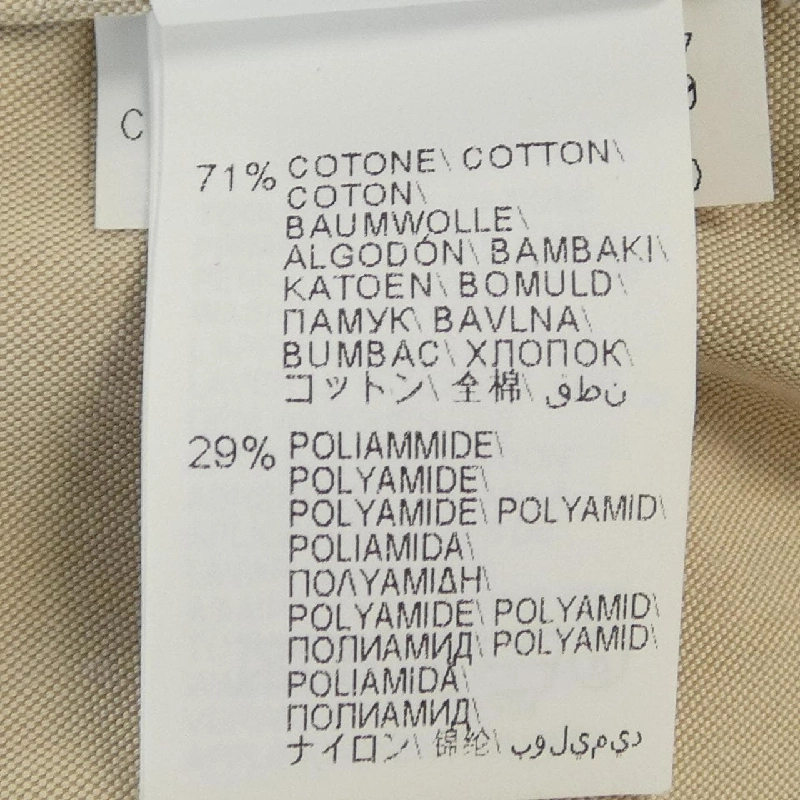 C
71% COTONE\ COTTON\
COTON\
BAUMWOLLE\
ALGODÓN\ BAMBAKI\
KATOEN\ BOMULD\
ПАМУК\ BAVLNA\
BUMBAC\ ХЛОПОК\
コットン\ 全棉\ قطن
29% POLIAMMIDE\
POLYAMIDE\
POLYAMIDE\ POLYAMID\
POLIAMIDA\
ΠΟΛΥΑΜΙΔΗ\
POLYAMIDE\ POLYAMID\
ПОЛИАМИД\ POLYAMID\
POLIAMIDĂ\
ПОЛИАМИД\
ナイロン\ 锦纶\ بوليميد